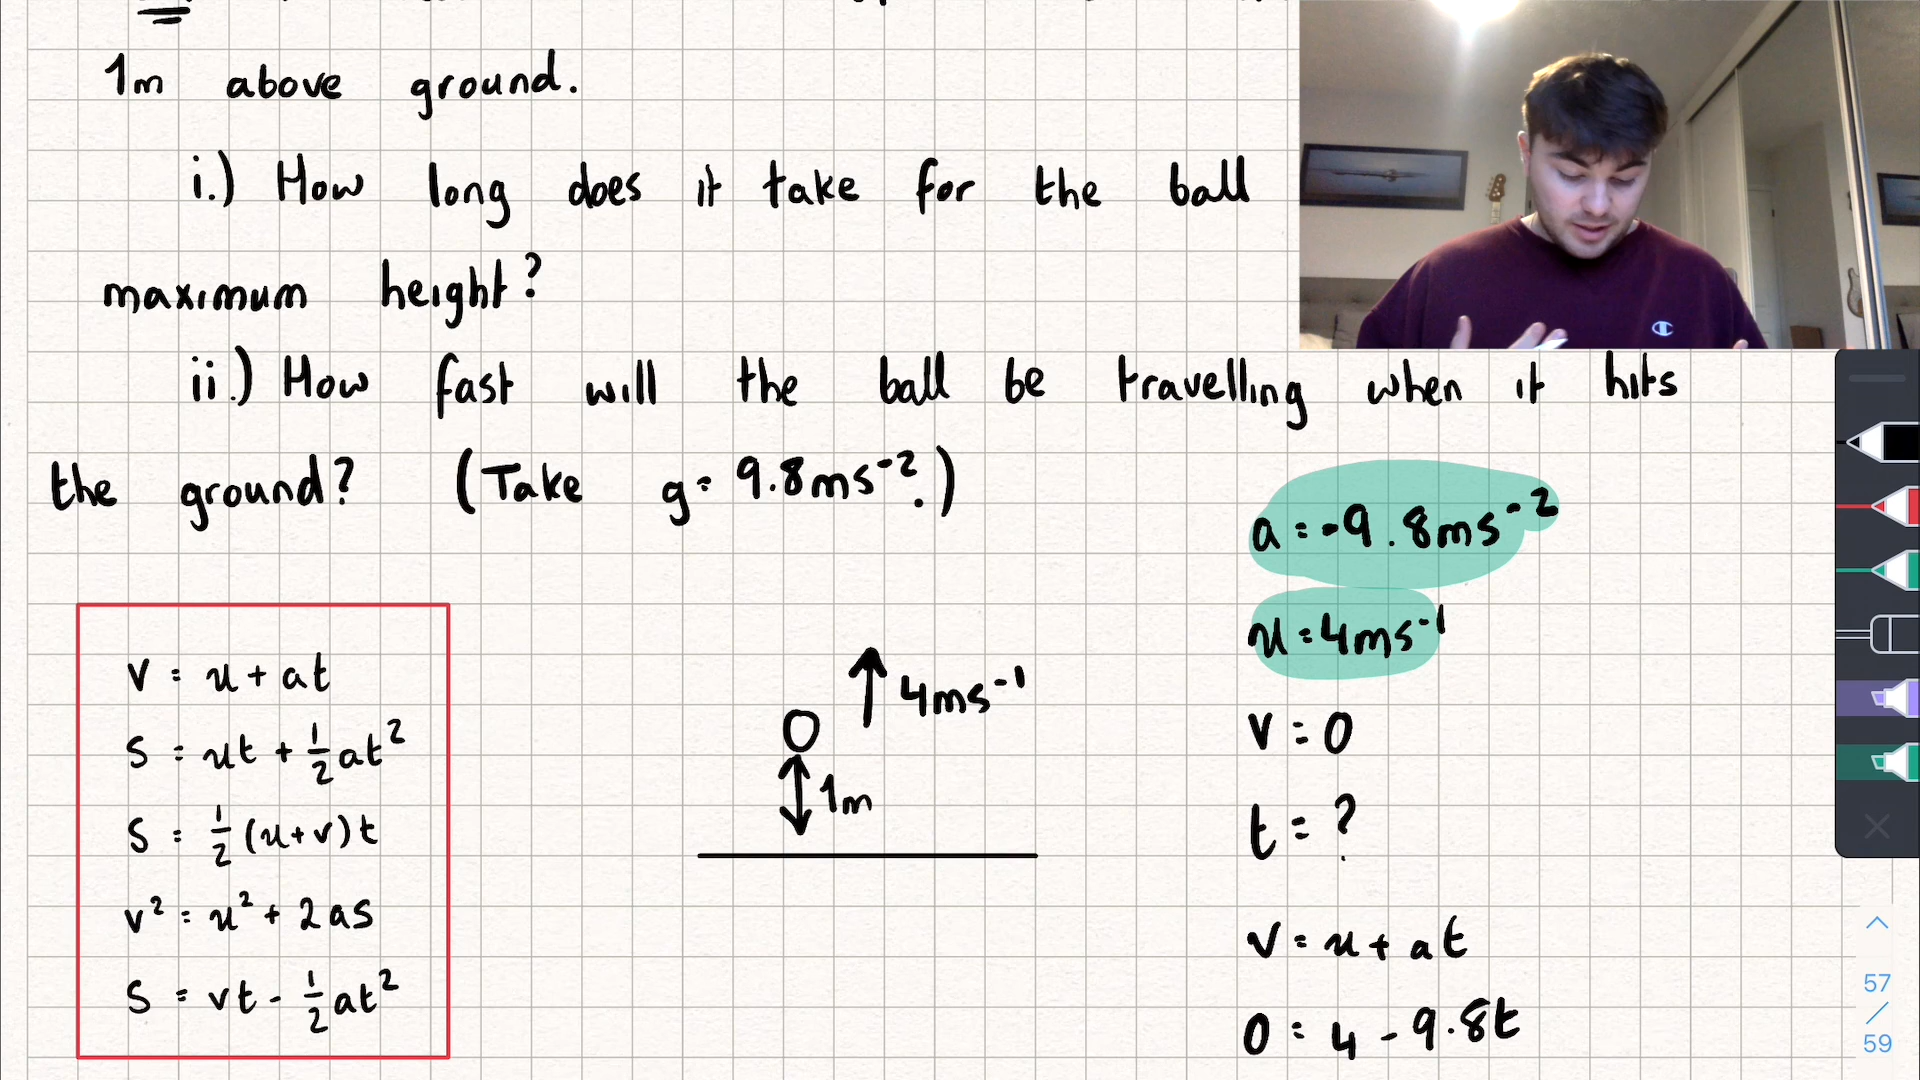 1m above ground.
i.) How long does it take for the ball
maximum height?
ii.) How fast will the ball be travelling when it hits
the ground? (Take g = 9.8ms⁻².)
a = -9.8ms⁻²
u = 4ms⁻¹
v = 0
t = ?
v = u + at
0 = 4 - 9.8t
v = u + at
s = ut + ½at²
s = ½(u+v)t
v² = u² + 2as
s = vt - ½at²
4ms⁻¹
1m
57
/
59